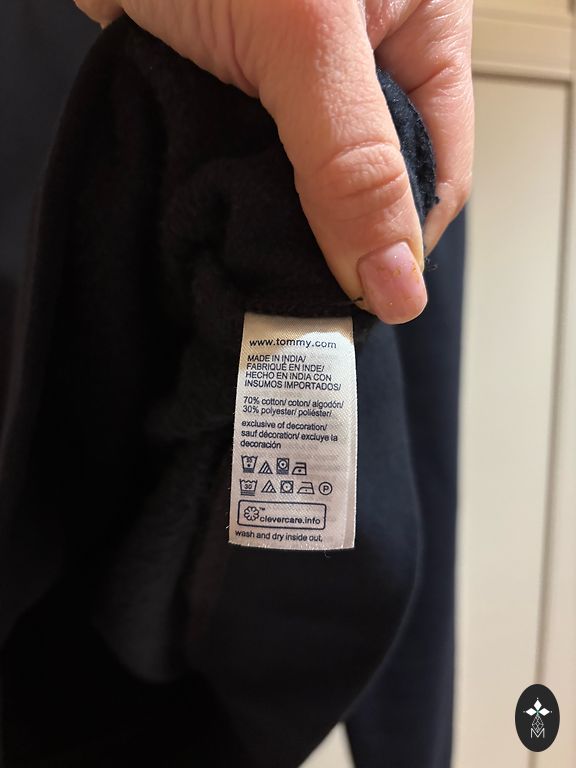 www.tommy.com
MADE IN INDIA/
FABRIQUÉ EN INDE/
HECHO EN INDIA CON
INSUMOS IMPORTADOS/
70% cotton/ coton/ algodón/
30% polyester/ poliéster/
exclusive of decoration/
sauf décoration/ excluye la
decoración
30 P
clevercare.info
wash and dry inside out.
M